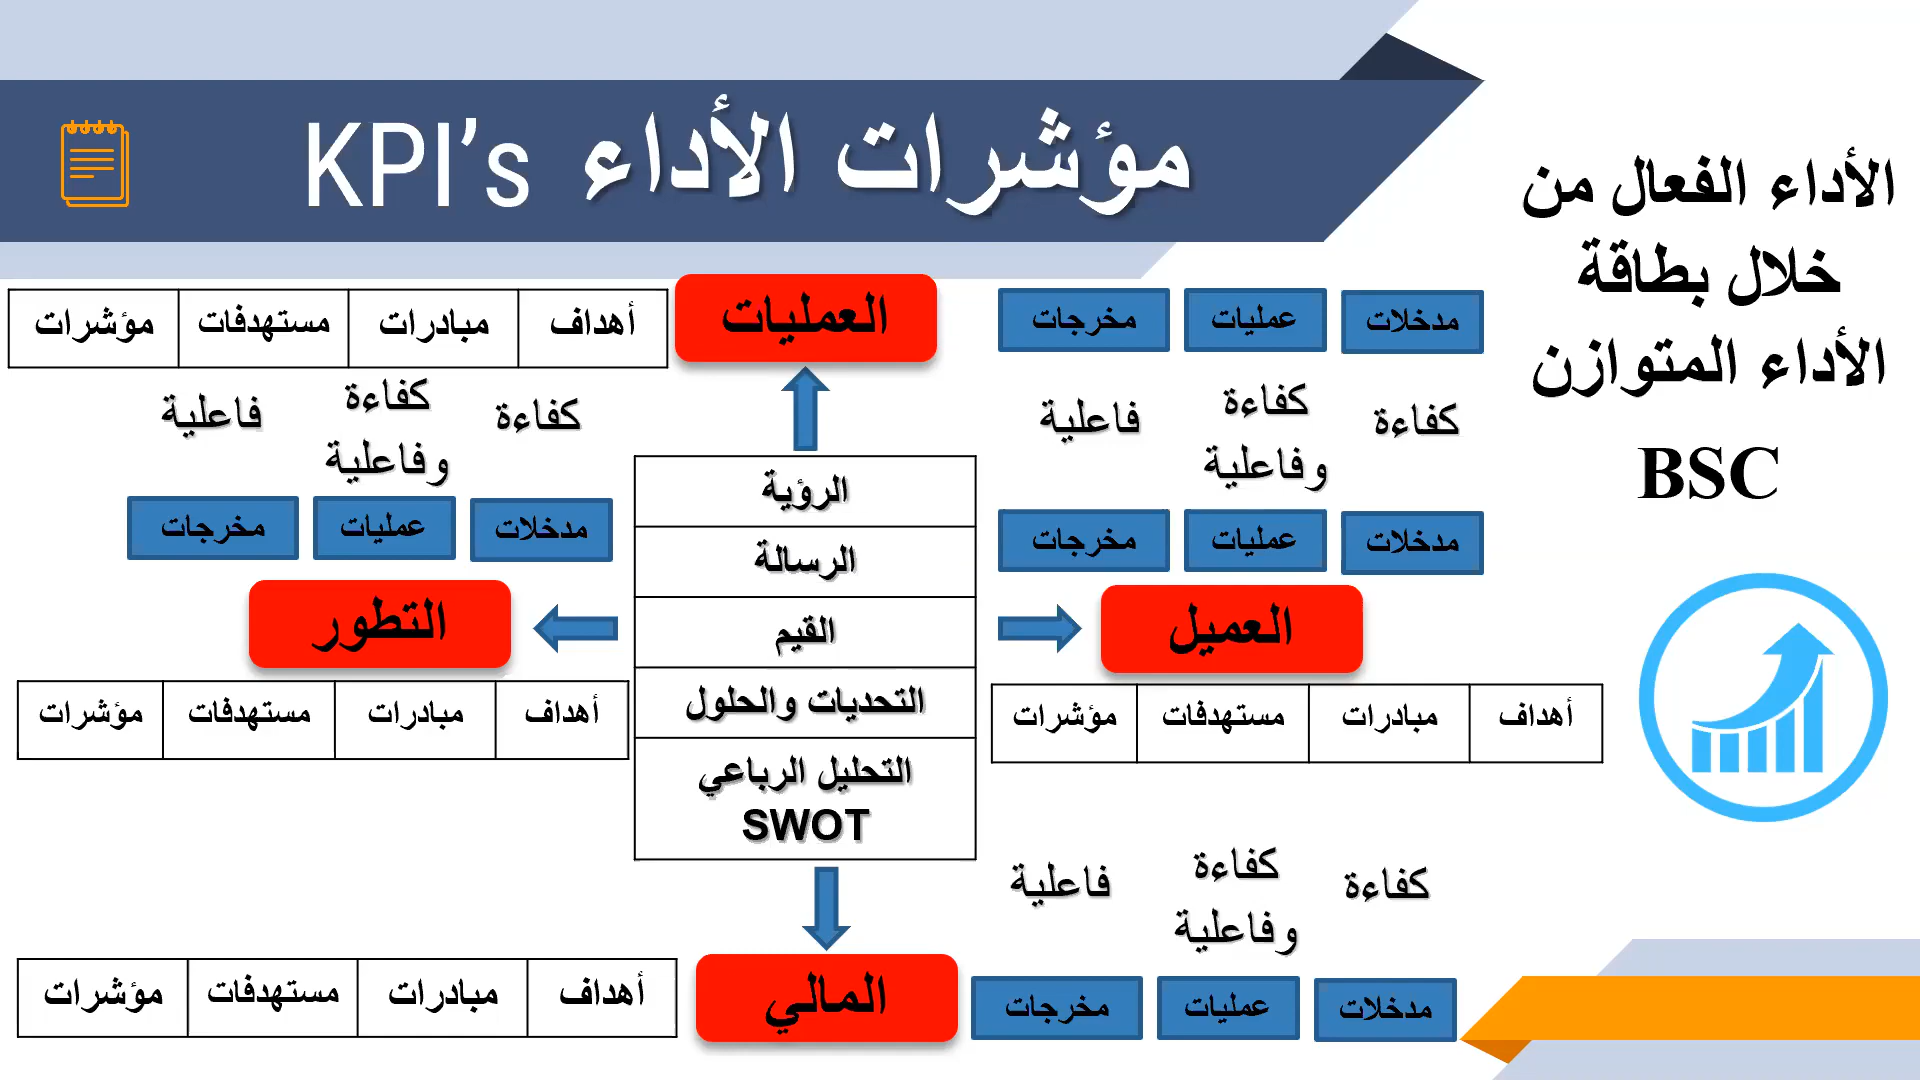 مؤشرات الأداء KPI's
الأداء الفعال من
خلال بطاقة
الأداء المتوازن
BSC
مدخلات
عمليات
مخرجات
كفاءة
كفاءة
وفاعلية
فاعلية
العمليات
أهداف
مبادرات
مستهدفات
مؤشرات
كفاءة
كفاءة
وفاعلية
فاعلية
مدخلات
عمليات
مخرجات
مدخلات
عمليات
مخرجات
الرؤية
الرسالة
القيم
التحديات والحلول
التحليل الرباعي
SWOT
العميل
أهداف
مبادرات
مستهدفات
مؤشرات
التطور
أهداف
مبادرات
مستهدفات
مؤشرات
كفاءة
كفاءة
وفاعلية
فاعلية
مدخلات
عمليات
مخرجات
المالي
أهداف
مبادرات
مستهدفات
مؤشرات